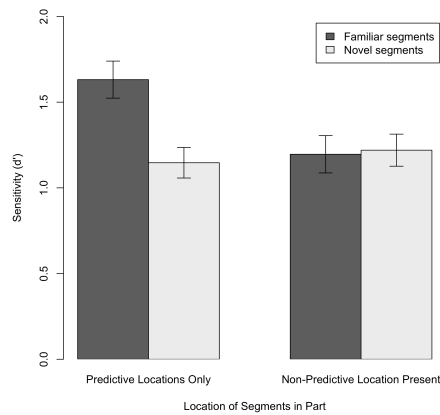 2.0
1.5
1.0
0.5
0.0
Sensitivity (d')
Familiar segments
Novel segments
Predictive Locations Only
Non-Predictive Location Present
Location of Segments in Part